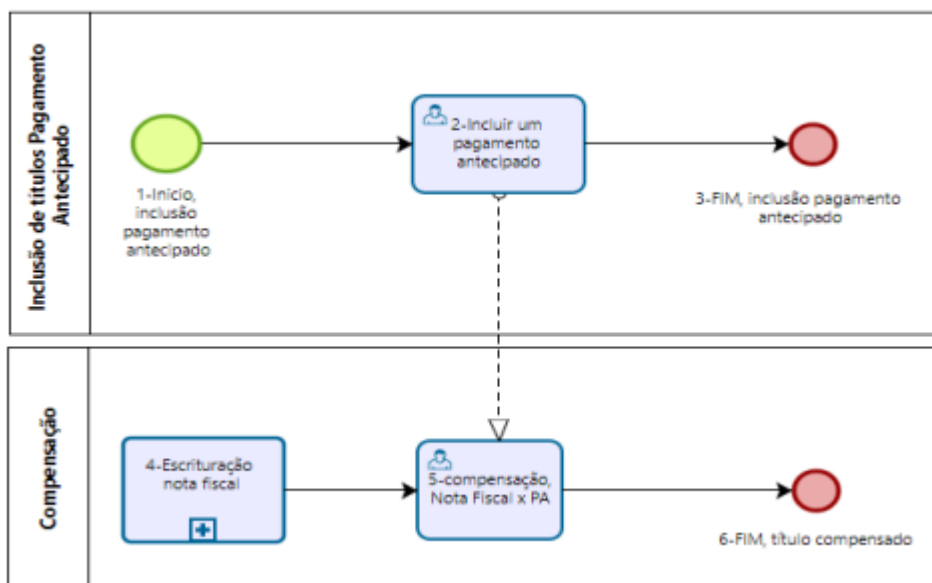 Inclusão de títulos Pagamento
Antecipado
1-Inicio,
inclusão
pagamento
antecipado
2-Incluir um
pagamento
antecipado
3-FIM, inclusão pagamento
antecipado
Compensação
4-Escrituração
nota fiscal
5-compensação,
Nota Fiscal x PA
6-FIM, título compensado